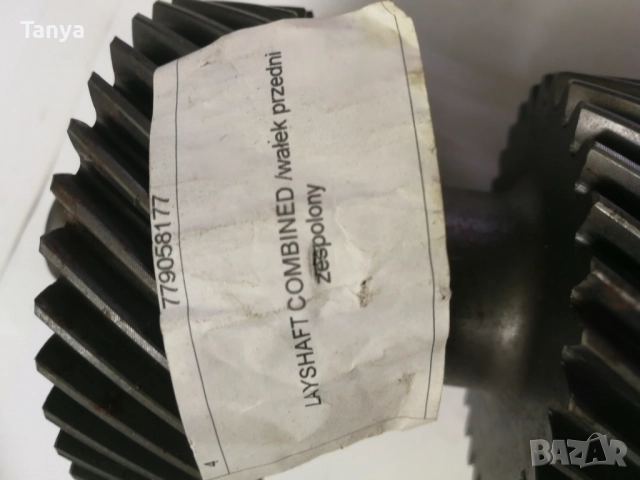 Tanya
779058177
LAYSHAFT COMBINED /wałek przedni
zespolony
4
BAZAR